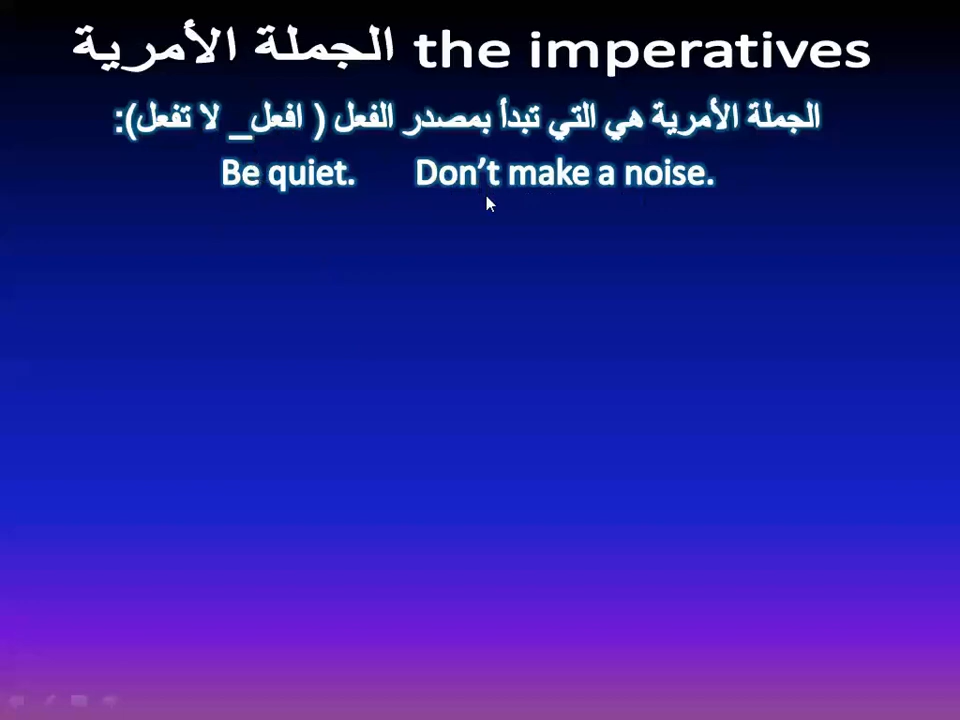 الجملة الأمرية the imperatives
الجملة الأمرية هي التي تبدأ بمصدر الفعل ( افعل_ لا تفعل):
Be quiet. Don’t make a noise.